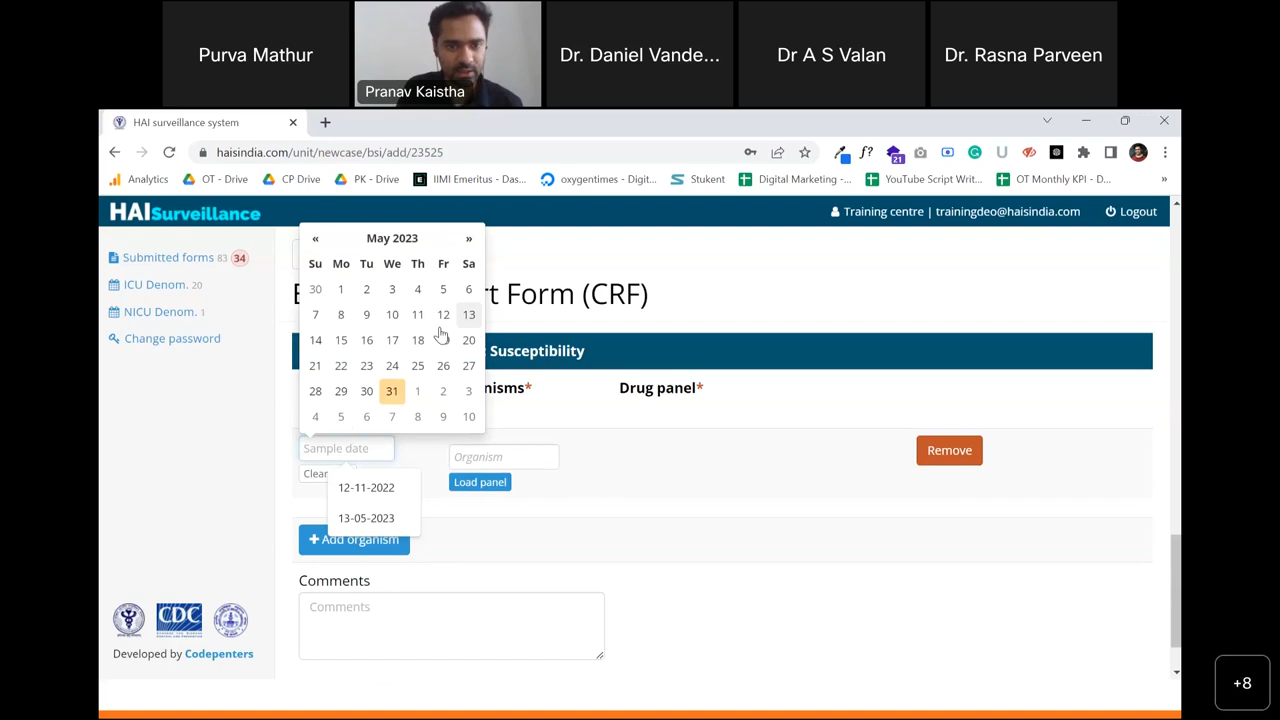 Purva Mathur
Pranav Kaistha
Dr. Daniel Vande...
Dr A S Valan
Dr. Rasna Parveen
HAI surveillance system
haisindia.com/unit/newcase/bsi/add/23525
f?
21
Analytics
OT - Drive
CP Drive
PK - Drive
IIMI Emeritus - Das...
oxygentimes - Digit...
Stukent
Digital Marketing -...
YouTube Script Writ...
OT Monthly KPI - D...
»
HAISurveillance
Training centre | trainingdeo@haisindia.com
Logout
Submitted forms 83 34
ICU Denom. 20
NICU Denom. 1
Change password
« May 2023 »
Su Mo Tu We Th Fr Sa
30 1 2 3 4 5 6
7 8 9 10 11 12 13
14 15 16 17 18 20
21 22 23 24 25 26 27
28 29 30 31 1 2 3
4 5 6 7 8 9 10
rt Form (CRF)
Susceptibility
nisms*
Drug panel*
Sample date
Clear
12-11-2022
13-05-2023
Organism
Load panel
Remove
+ Add organism
Comments
Comments
CDC
Developed by Codepenters
+8